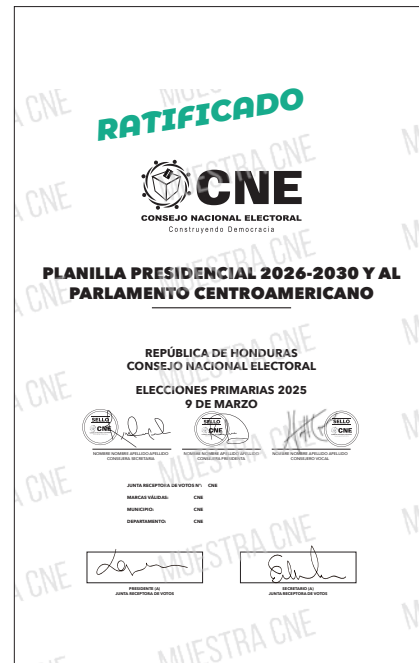 RATIFICADO
CNE
CONSEJO NACIONAL ELECTORAL
Construyendo Democracia
PLANILLA PRESIDENCIAL 2026-2030 Y AL
PARLAMENTO CENTROAMERICANO
REPÚBLICA DE HONDURAS
CONSEJO NACIONAL ELECTORAL
ELECCIONES PRIMARIAS 2025
9 DE MARZO
SELLO CNE SELLO CNE SELLO CNE
NOMBRE NOMBRE APELLIDO APELLIDO NOMBRE NOMBRE APELLIDO APELLIDO NOMBRE NOMBRE APELLIDO APELLIDO
CONSEJERA SECRETARIA CONSEJERA PRESIDENTA CONSEJERO VOCAL
JUNTA RECEPTORA DE VOTOS N°: CNE
MARCAS VÁLIDAS: CNE
MUNICIPIO: CNE
DEPARTAMENTO: CNE
PRESIDENTE (A) SECRETARIO (A)
JUNTA RECEPTORA DE VOTOS JUNTA RECEPTORA DE VOTOS
MUESTRA CNE